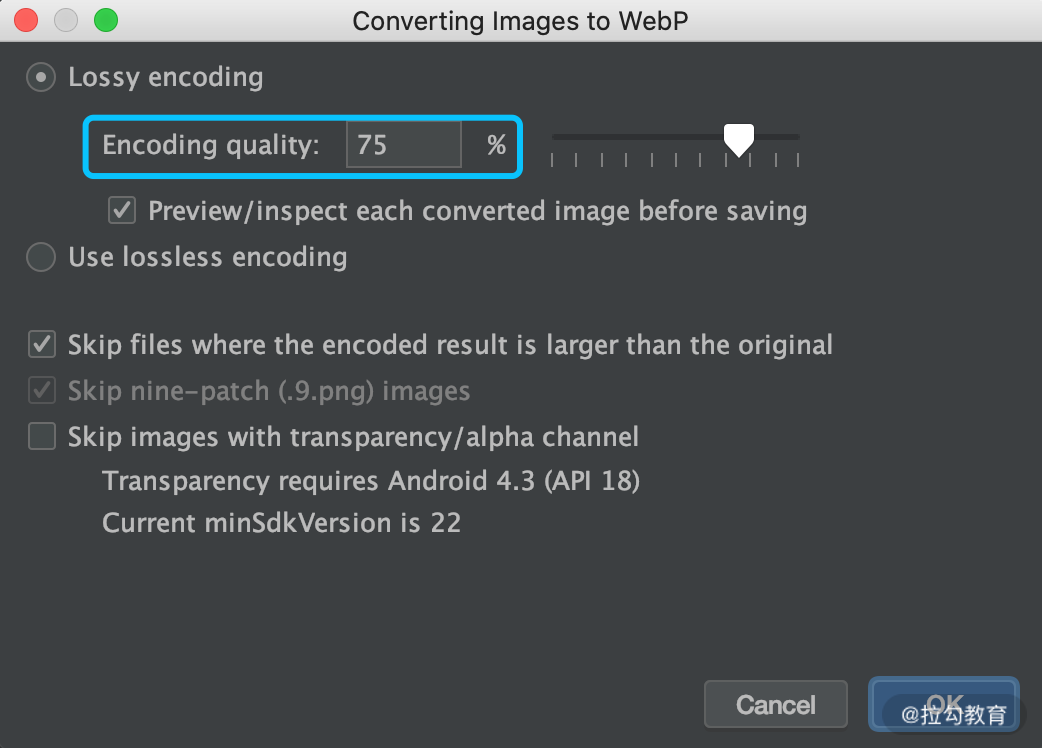 Converting Images to WebP
Lossy encoding
Encoding quality: 75 %
Preview/inspect each converted image before saving
Use lossless encoding
Skip files where the encoded result is larger than the original
Skip nine-patch (.9.png) images
Skip images with transparency/alpha channel
Transparency requires Android 4.3 (API 18)
Current minSdkVersion is 22
Cancel OK
@拉勾教育